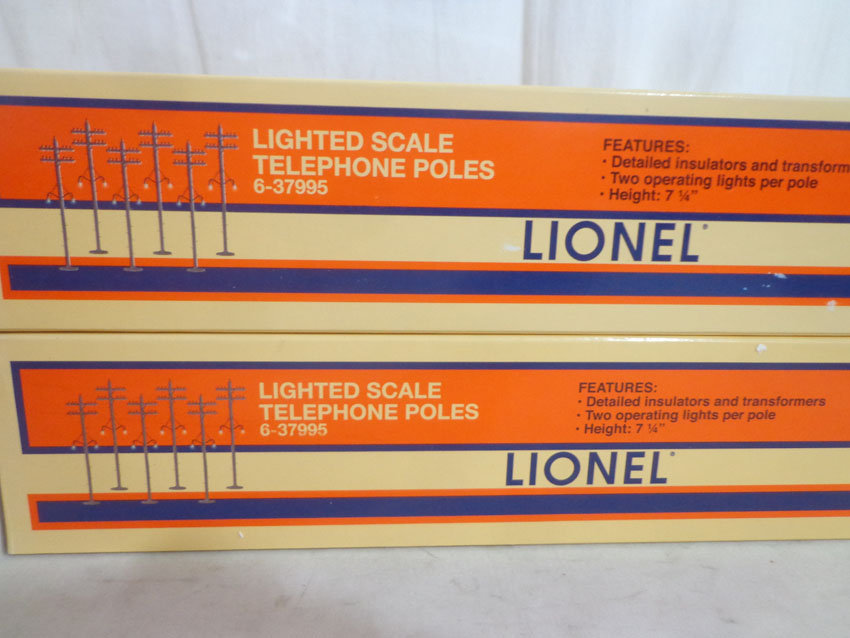 LIGHTED SCALE
TELEPHONE POLES
6-37995
FEATURES:
• Detailed insulators and transform
• Two operating lights per pole
• Height: 7 ¼"
LIONEL®
LIGHTED SCALE
TELEPHONE POLES
6-37995
FEATURES:
• Detailed insulators and transformers
• Two operating lights per pole
• Height: 7 ¼"
LIONEL®